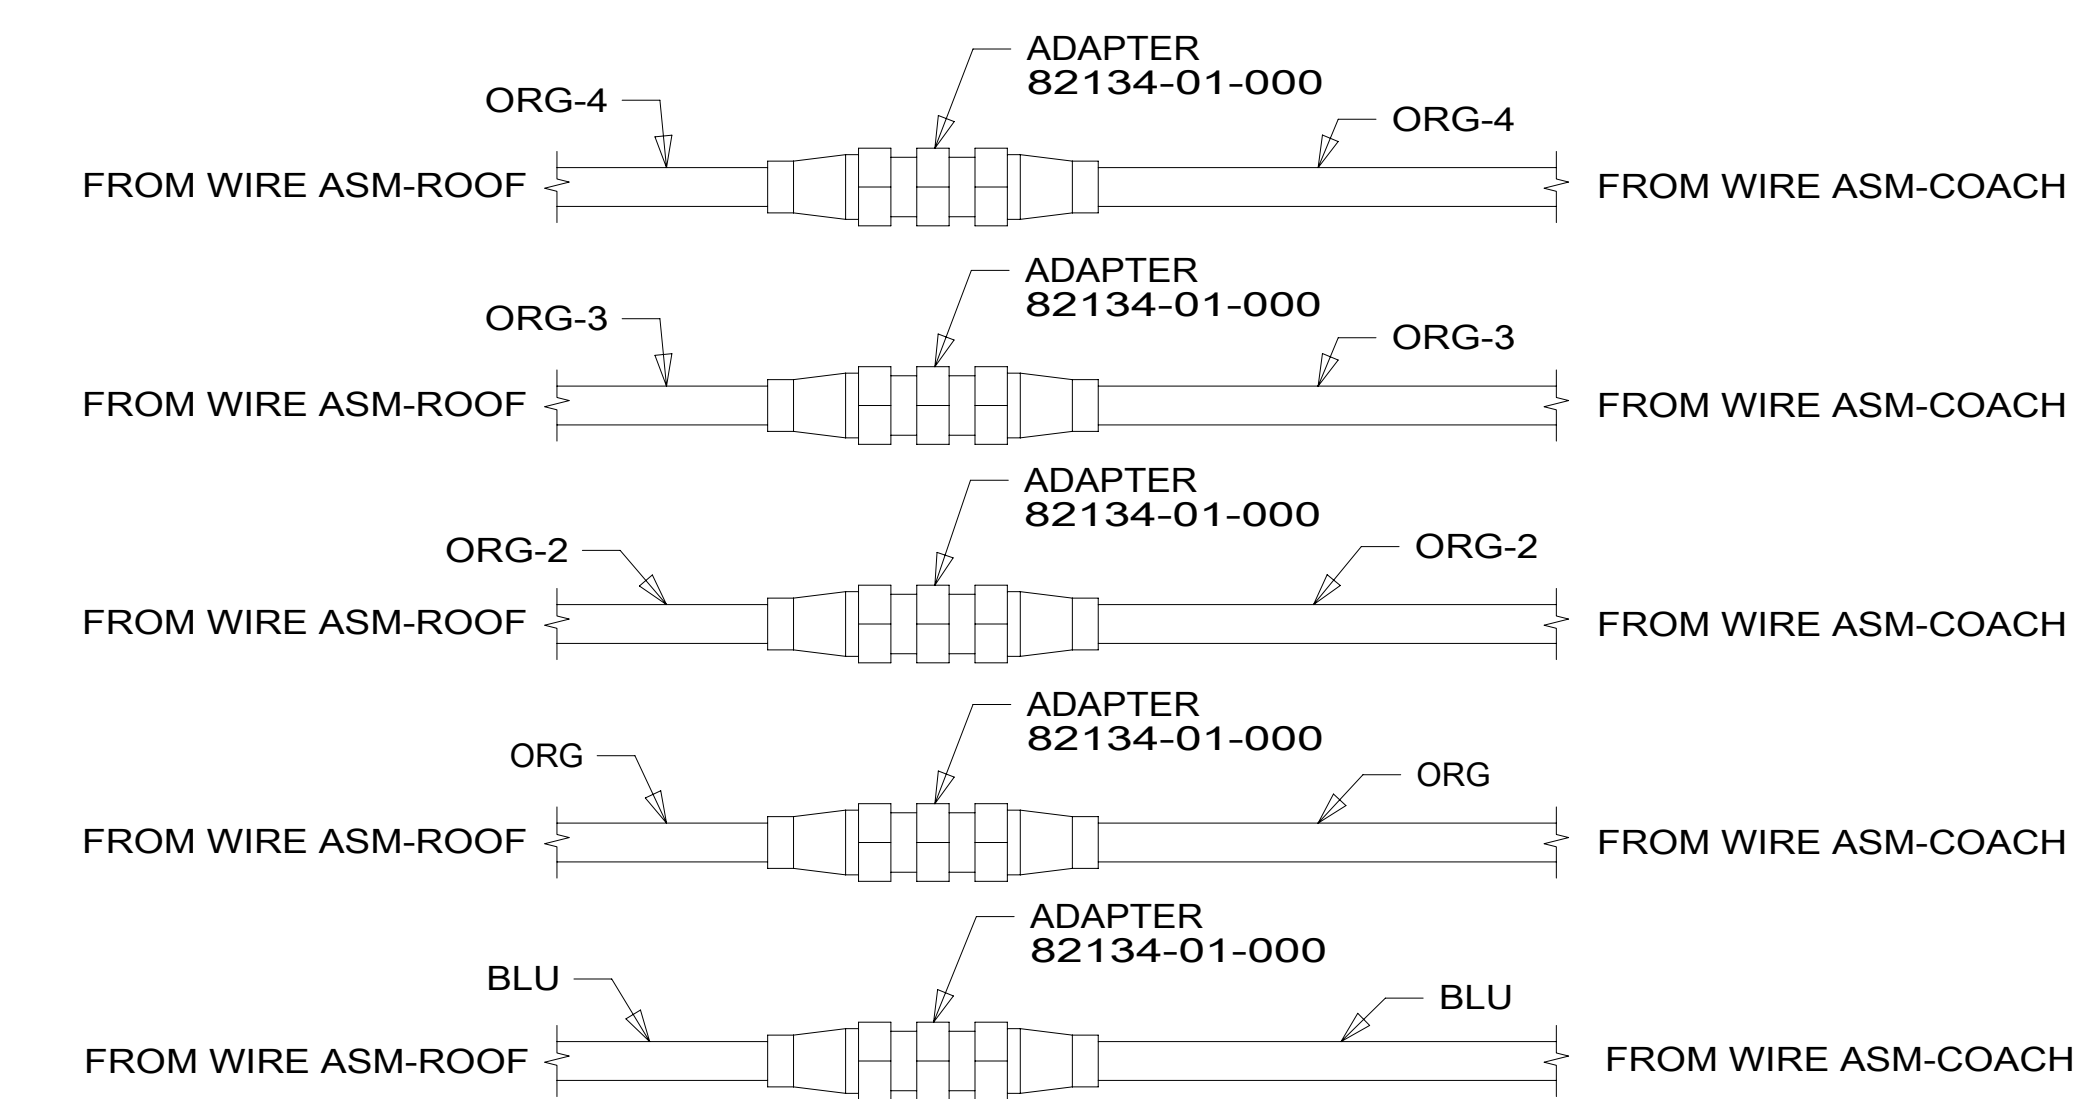 ADAPTER
82134-01-000
ORG-4
ORG-4
FROM WIRE ASM-ROOF
FROM WIRE ASM-COACH
ADAPTER
82134-01-000
ORG-3
ORG-3
FROM WIRE ASM-ROOF
FROM WIRE ASM-COACH
ADAPTER
82134-01-000
ORG-2
ORG-2
FROM WIRE ASM-ROOF
FROM WIRE ASM-COACH
ADAPTER
82134-01-000
ORG
ORG
FROM WIRE ASM-ROOF
FROM WIRE ASM-COACH
ADAPTER
82134-01-000
BLU
BLU
FROM WIRE ASM-ROOF
FROM WIRE ASM-COACH